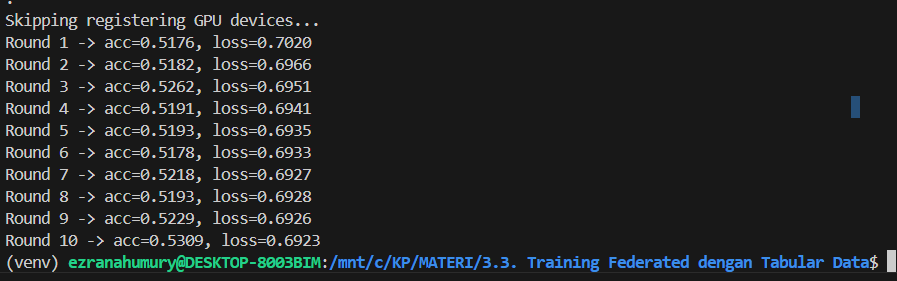 .
Skipping registering GPU devices...
Round 1 -> acc=0.5176, loss=0.7020
Round 2 -> acc=0.5182, loss=0.6966
Round 3 -> acc=0.5262, loss=0.6951
Round 4 -> acc=0.5191, loss=0.6941
Round 5 -> acc=0.5193, loss=0.6935
Round 6 -> acc=0.5178, loss=0.6933
Round 7 -> acc=0.5218, loss=0.6927
Round 8 -> acc=0.5193, loss=0.6928
Round 9 -> acc=0.5229, loss=0.6926
Round 10 -> acc=0.5309, loss=0.6923
(venv) ezranahumury@DESKTOP-8003BIM:/mnt/c/KP/MATERI/3.3. Training Federated dengan Tabular Data$